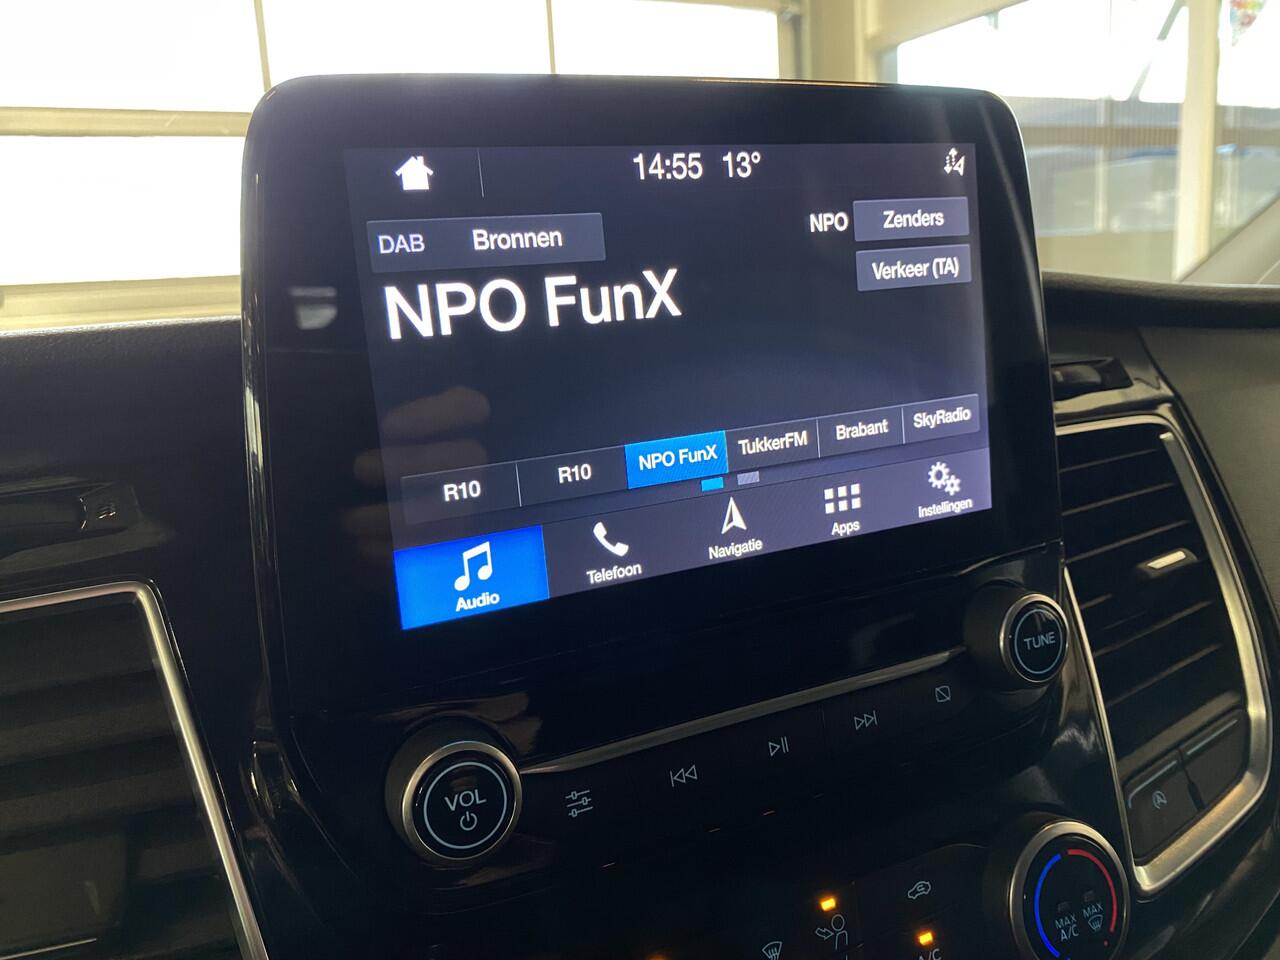 14:55 13°
DAB Bronnen
NPO Zenders
Verkeer (TA)
NPO FunX
R10 R10 NPO FunX TukkerFM Brabant SkyRadio
Audio Telefoon Navigatie Apps Instellingen
TUNE
VOL
MAX A/C
MAX
A/C